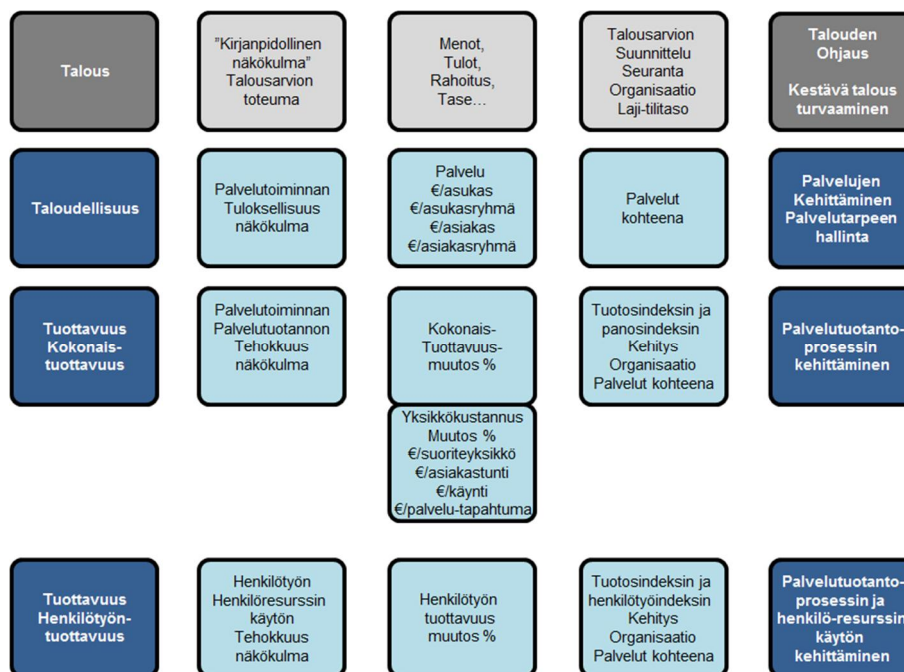 Talous
”Kirjanpidollinen
näkökulma”
Talousarvion
toteuma
Menot,
Tulot,
Rahoitus,
Tase...
Talousarvion
Suunnittelu
Seuranta
Organisaatio
Laji-tilitaso
Talouden
Ohjaus
Kestävä talous
turvaaminen
Taloudellisuus
Palvelutoiminnan
Tuloksellisuus
näkökulma
Palvelu
€/asukas
€/asukasryhmä
€/asiakas
€/asiakasryhmä
Palvelut
kohteena
Palvelujen
Kehittäminen
Palvelutarpeen
hallinta
Tuottavuus
Kokonais-
tuottavuus
Palvelutoiminnan
Palvelutuotannon
Tehokkuus
näkökulma
Kokonais-
Tuottavuus-
muutos %
Tuotosindeksin ja
panosindeksin
Kehitys
Organisaatio
Palvelut kohteena
Palvelutuotanto-
prosessin
kehittäminen
Yksikkökustannus
Muutos %
€/suoriteyksikkö
€/asiakastunti
€/käynti
€/palvelu-tapahtuma
Tuottavuus
Henkilötyön-
tuottavuus
Henkilötyön
Henkilöresurssin
käytön
Tehokkuus
näkökulma
Henkilötyön
tuottavuus
muutos %
Tuotosindeksin ja
henkilötyöindeksin
Kehitys
Organisaatio
Palvelut kohteena
Palvelutuotanto-
prosessin ja
henkilö-resurssin
käytön
kehittäminen